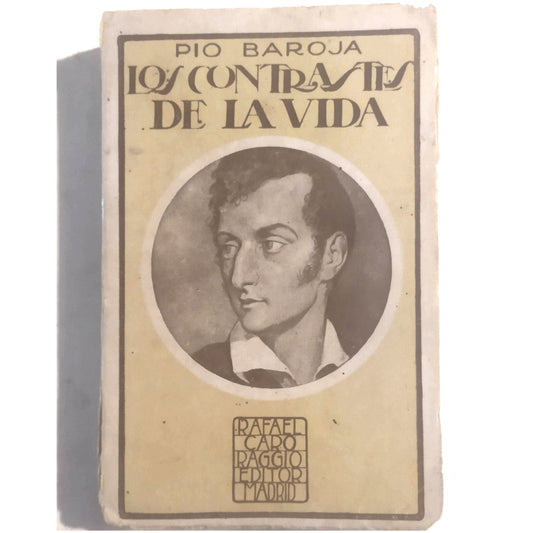 PIO BAROJA
LOS CONTRASTES
DE LA VIDA
RAFAEL
CARO
RAGGIO
EDITOR
MADRID